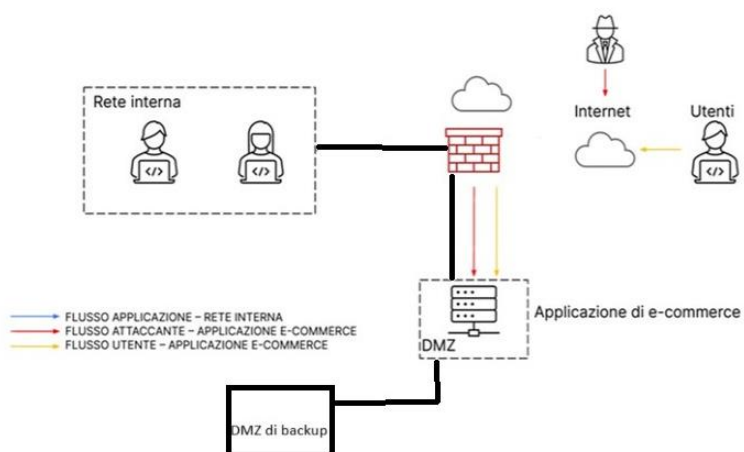 Rete interna
Internet
Utenti
</>
</>
</>
Applicazione di e-commerce
FLUSSO APPLICAZIONE – RETE INTERNA
FLUSSO ATTACCANTE – APPLICAZIONE E-COMMERCE
FLUSSO UTENTE – APPLICAZIONE E-COMMERCE
DMZ
DMZ di backup